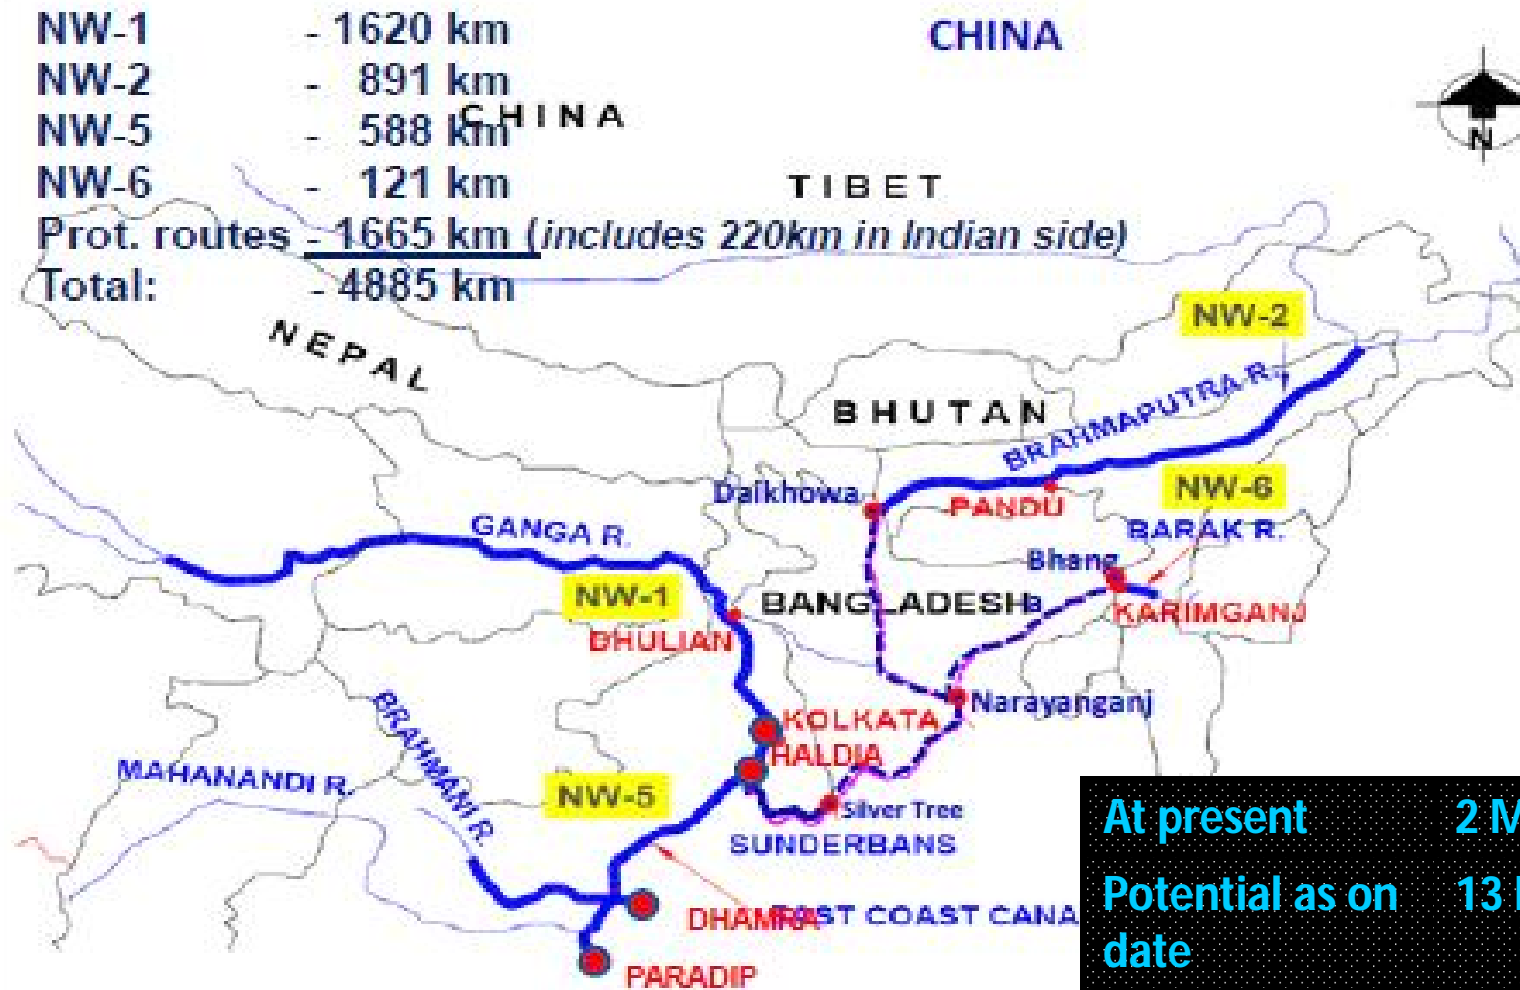 NW-1 - 1620 km
NW-2 - 891 km
NW-5 - 588 km
NW-6 - 121 km
Prot. routes - 1665 km (includes 220km in Indian side)
Total: - 4885 km
CHINA
CHINA
N
TIBET
NEPAL
BHUTAN
NW-2
BRAHMAPUTRA R.
NW-6
Daikhowa
PANDU
BARAK R.
GANGA R.
Bhang
NW-1
BANGLADESH
KARIMGANJ
DHULIAN
Narayanganj
KOLKATA
HALDIA
BRAHMANI R.
MAHANANDI R.
NW-5
Silver Tree
SUNDERBANS
DHAMRA
EAST COAST CANA
PARADIP
At present 2 M
Potential as on 13
date